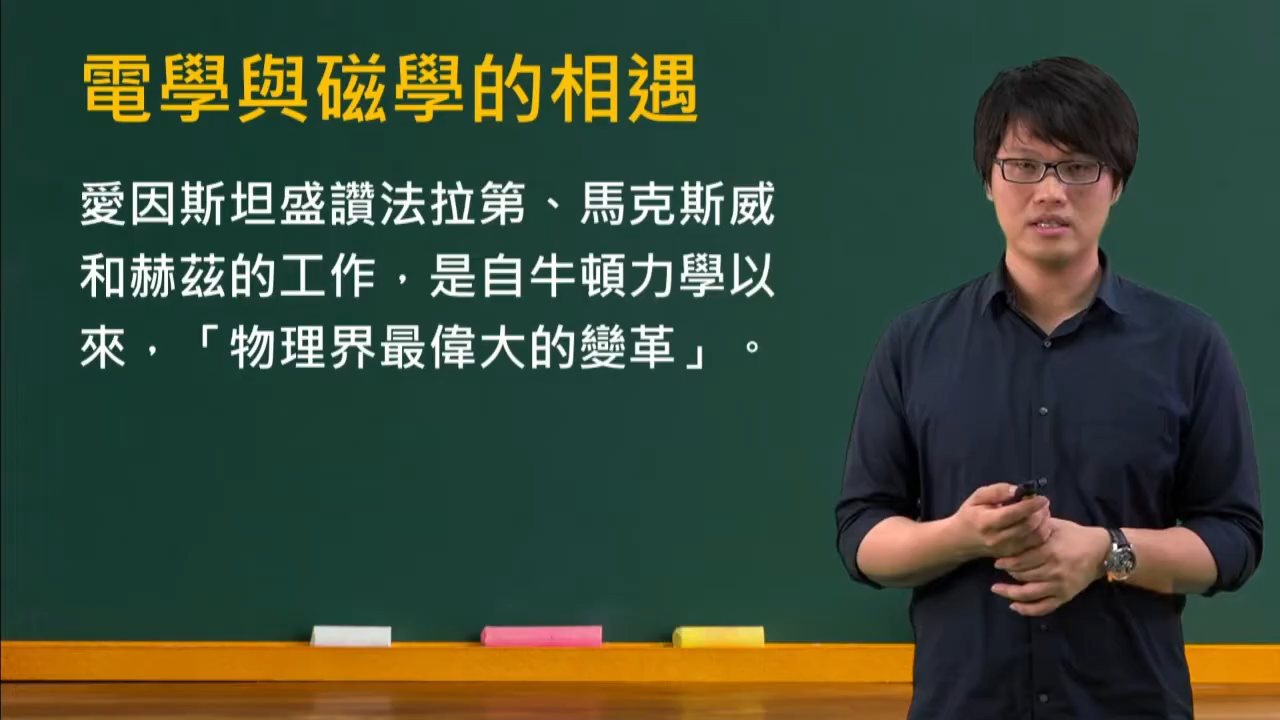 電學與磁學的相遇
愛因斯坦盛讚法拉第、馬克斯威
和赫茲的工作，是自牛頓力學以
來，「物理界最偉大的變革」。